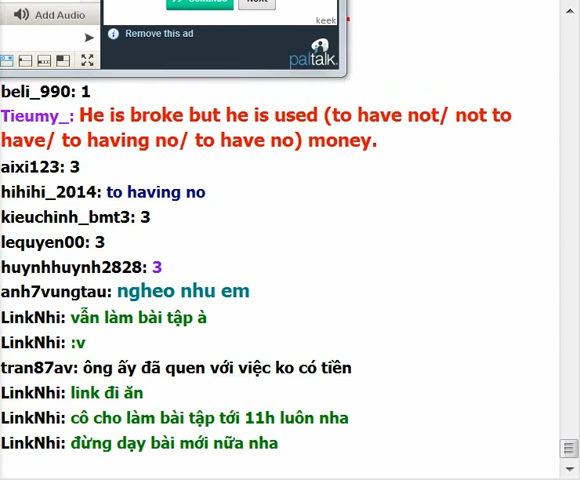 Add Audio
keek
Remove this ad
paltalk
beli_990: 1
Tieumy_: He is broke but he is used (to have not/ not to
have/ to having no/ to have no) money.
aixi123: 3
hihihi_2014: to having no
kieuchinh_bmt3: 3
lequyen00: 3
huynhhuynh2828: 3
anh7vungtau: ngheo nhu em
LinkNhi: vẫn làm bài tập à
LinkNhi: :v
tran87av: ông ấy đã quen với việc ko có tiền
LinkNhi: link đi ăn
LinkNhi: cô cho làm bài tập tới 11h luôn nha
LinkNhi: đừng dạy bài mới nữa nha